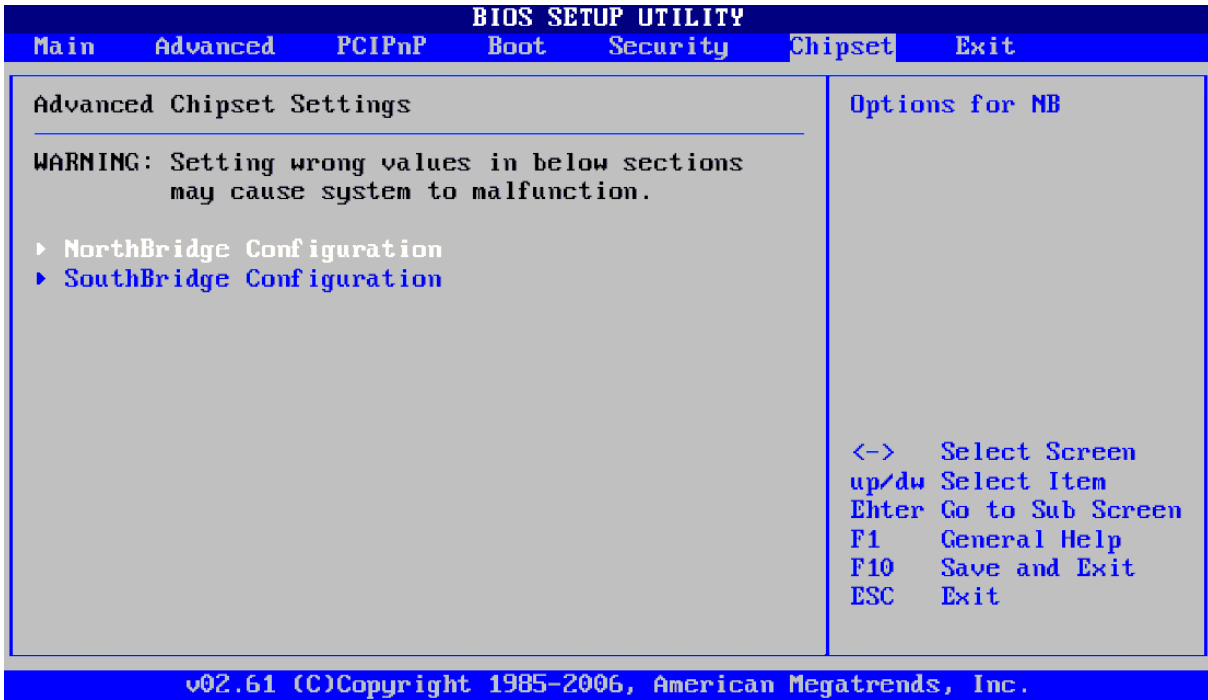 BIOS SETUP UTILITY
Main Advanced PCIPnP Boot Security Chipset Exit
Advanced Chipset Settings
WARNING: Setting wrong values in below sections
may cause system to malfunction.
NorthBridge Configuration
SouthBridge Configuration
Options for NB
<-> Select Screen
up/dw Select Item
Ehter Go to Sub Screen
F1 General Help
F10 Save and Exit
ESC Exit
v02.61 (C)Copyright 1985-2006, American Megatrends, Inc.